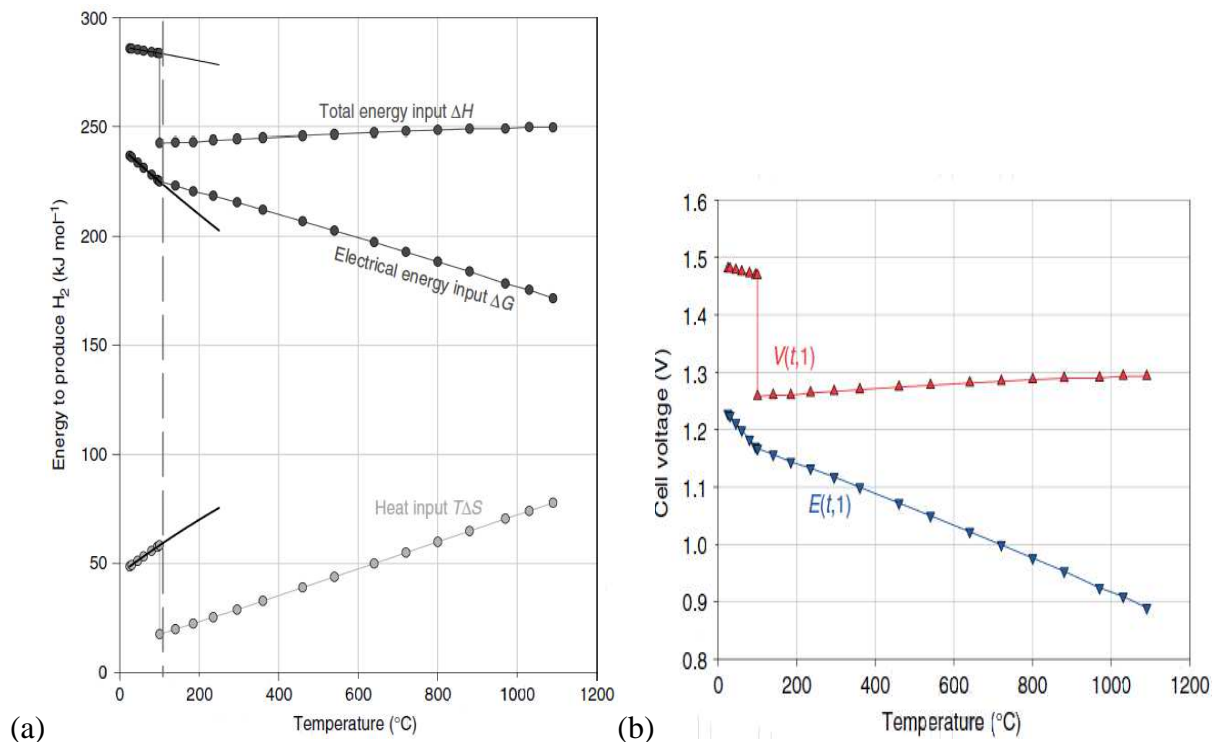 300
250
200
150
100
50
0
Energy to produce H₂ (kJ mol⁻¹)
Total energy input ΔH
Electrical energy input ΔG
Heat input TΔS
0 200 400 600 800 1000 1200
Temperature (°C)
(a)
1.6
1.5
1.4
1.3
1.2
1.1
1.0
0.9
0.8
Cell voltage (V)
V(t,1)
E(t,1)
0 200 400 600 800 1000 1200
Temperature (°C)
(b)